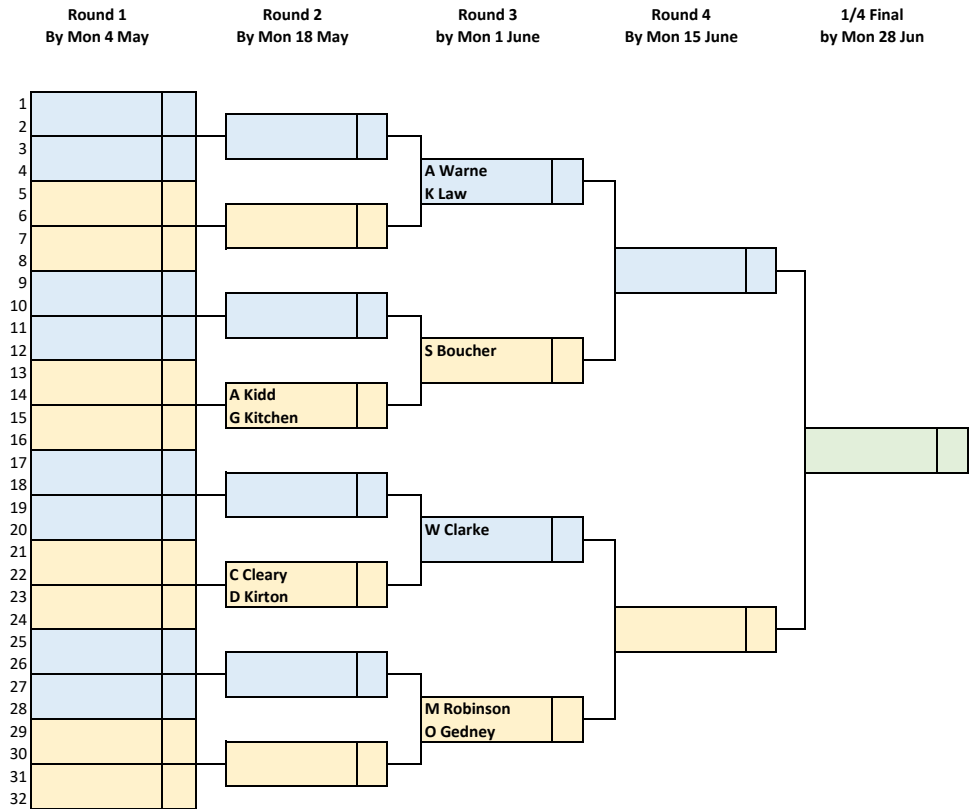 Round 1 Round 2 Round 3 Round 4 1/4 Final
By Mon 4 May By Mon 18 May by Mon 1 June By Mon 15 June by Mon 28 Jun
1
2
3
4 A Warne
5 K Law
6
7
8
9
10
11
12 S Boucher
13
14 A Kidd
15 G Kitchen
16
17
18
19
20 W Clarke
21
22 C Cleary
23 D Kirton
24
25
26
27
28 M Robinson
29 O Gedney
30
31
32